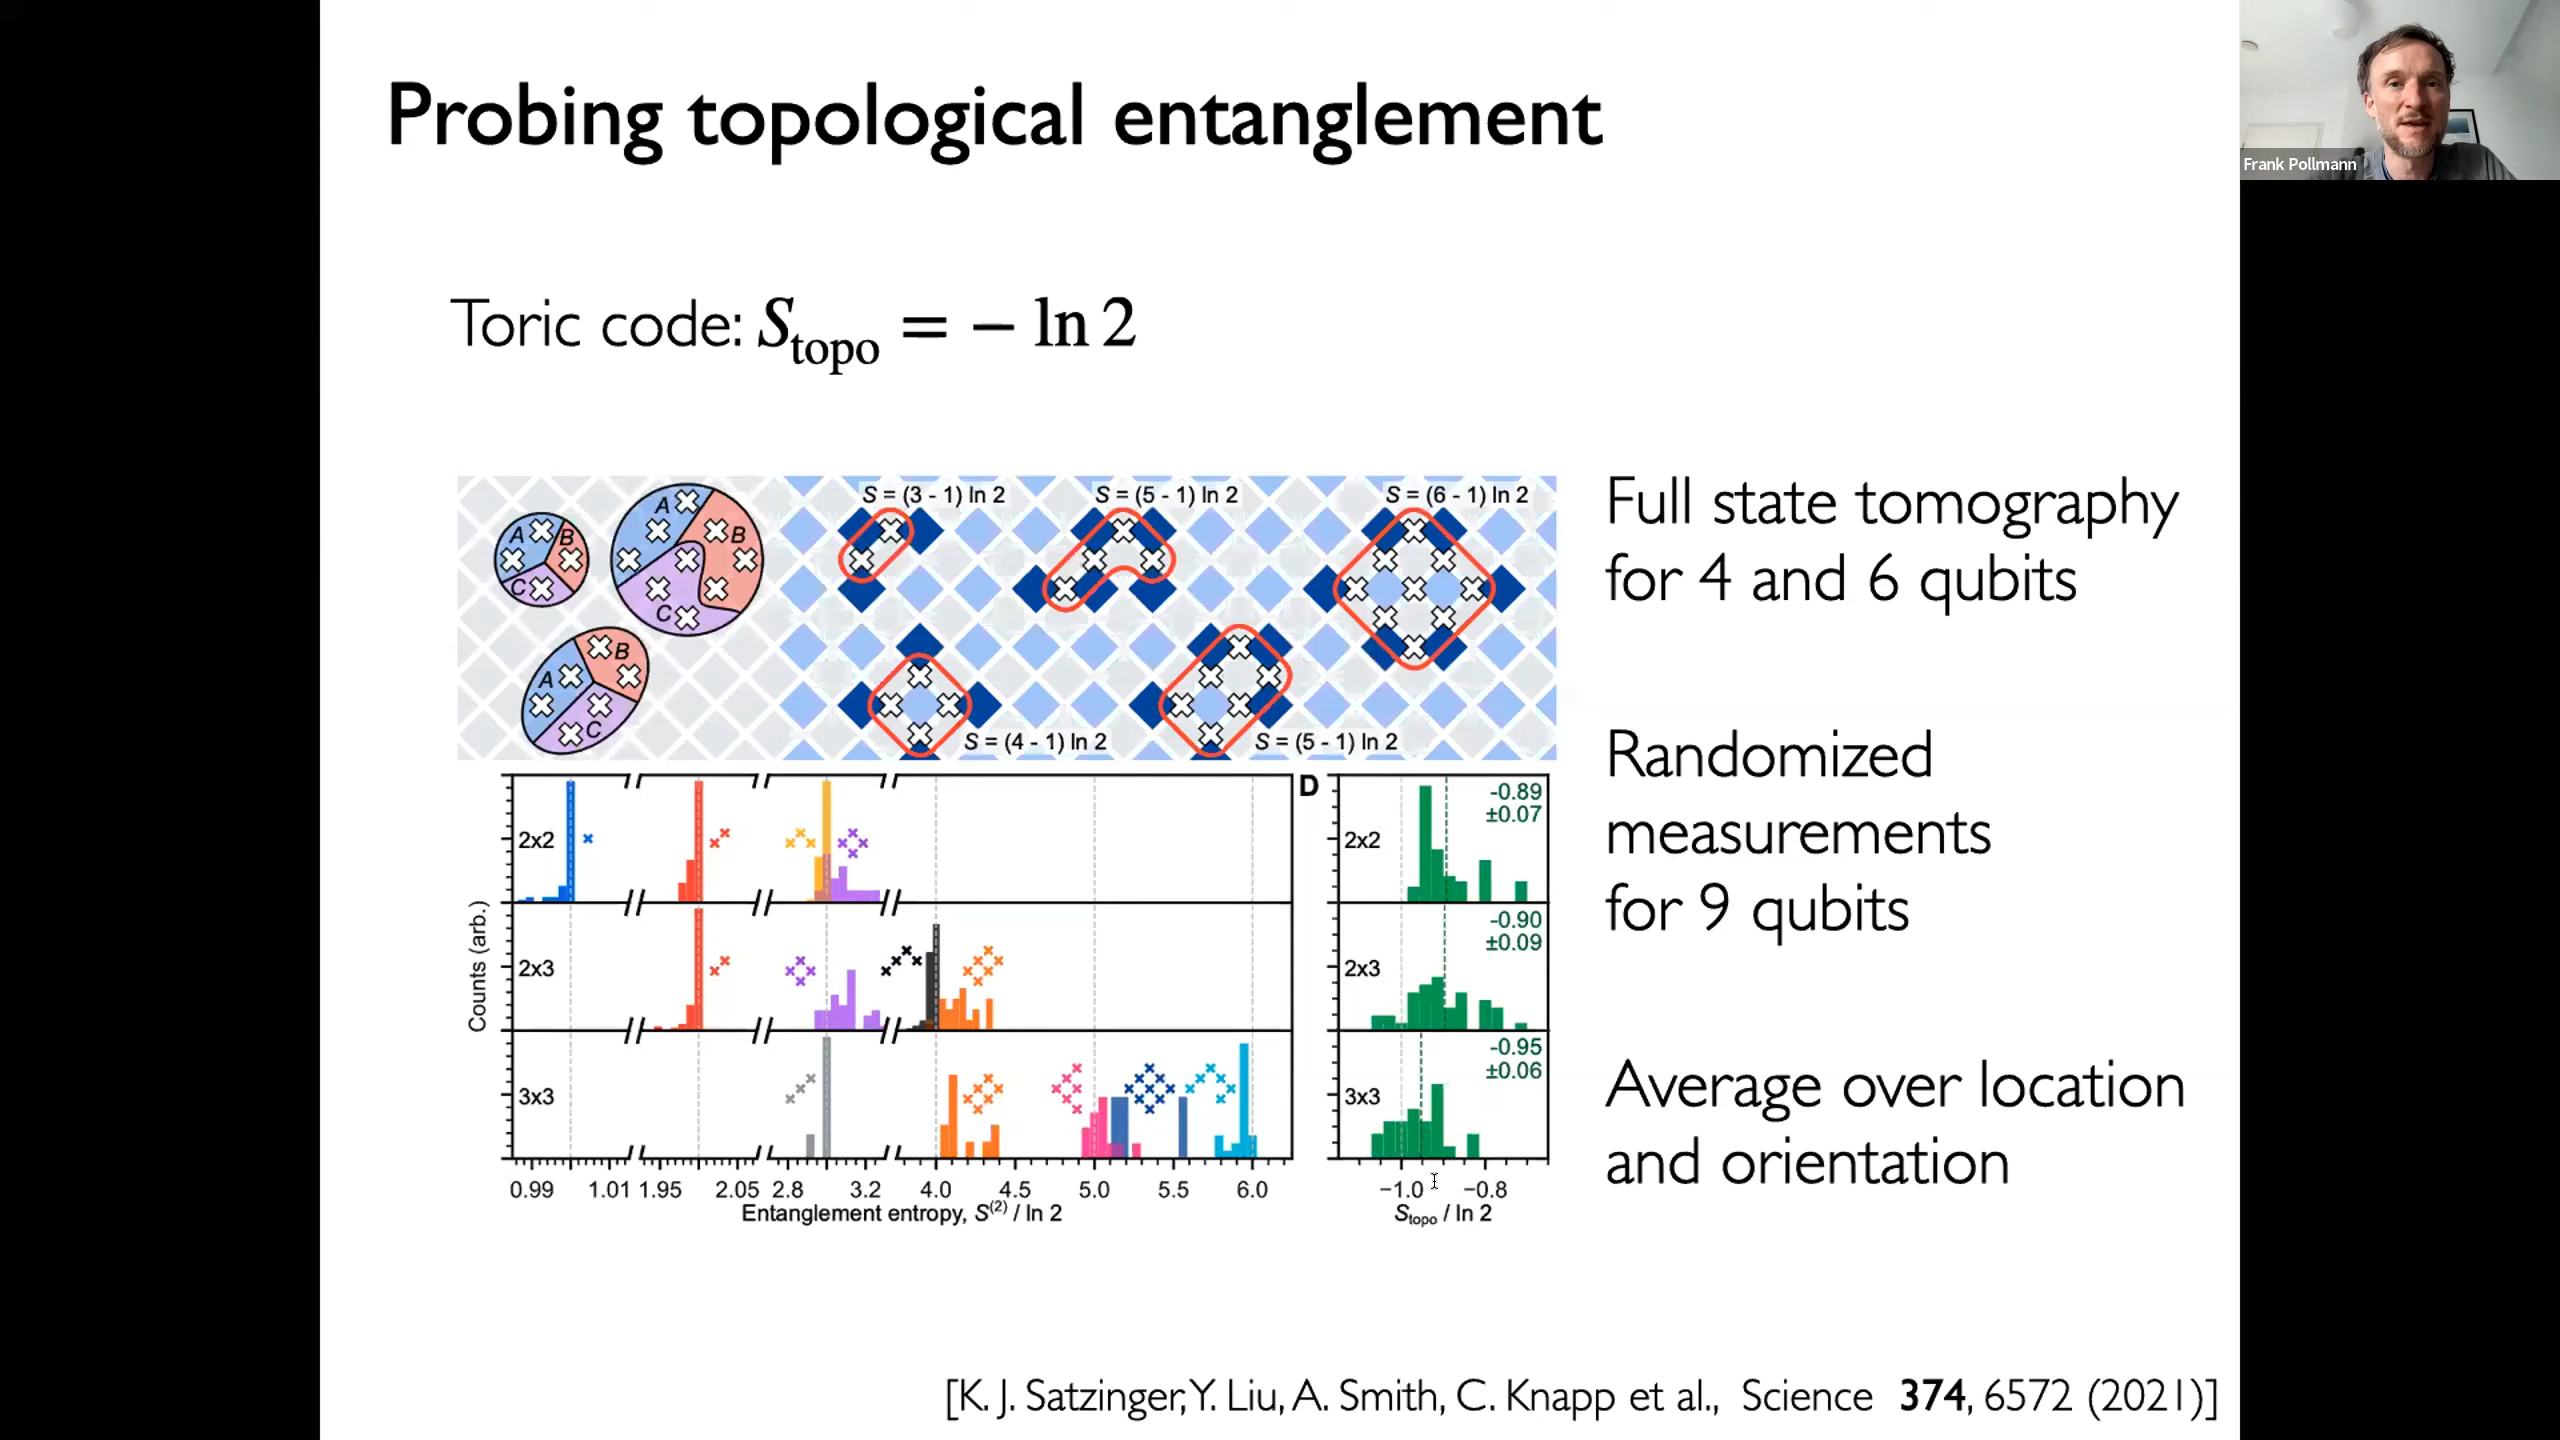 Probing topological entanglement
Frank Pollmann
Toric code: S_topo = − ln 2
A
B
C
A
B
C
A
B
C
S = (3 - 1) ln 2
S = (5 - 1) ln 2
S = (6 - 1) ln 2
S = (4 - 1) ln 2
S = (5 - 1) ln 2
Full state tomography
for 4 and 6 qubits
Randomized
measurements
for 9 qubits
Average over location
and orientation
Counts (arb.)
2x2
2x3
3x3
0.99 1.01 1.95 2.05 2.8 3.2 4.0 4.5 5.0 5.5 6.0
Entanglement entropy, S⁽²⁾ / ln 2
D
-0.89
±0.07
2x2
-0.90
±0.09
2x3
-0.95
±0.06
3x3
−1.0 −0.8
S_topo / ln 2
[K. J. Satzinger, Y. Liu, A. Smith, C. Knapp et al., Science 374, 6572 (2021)]